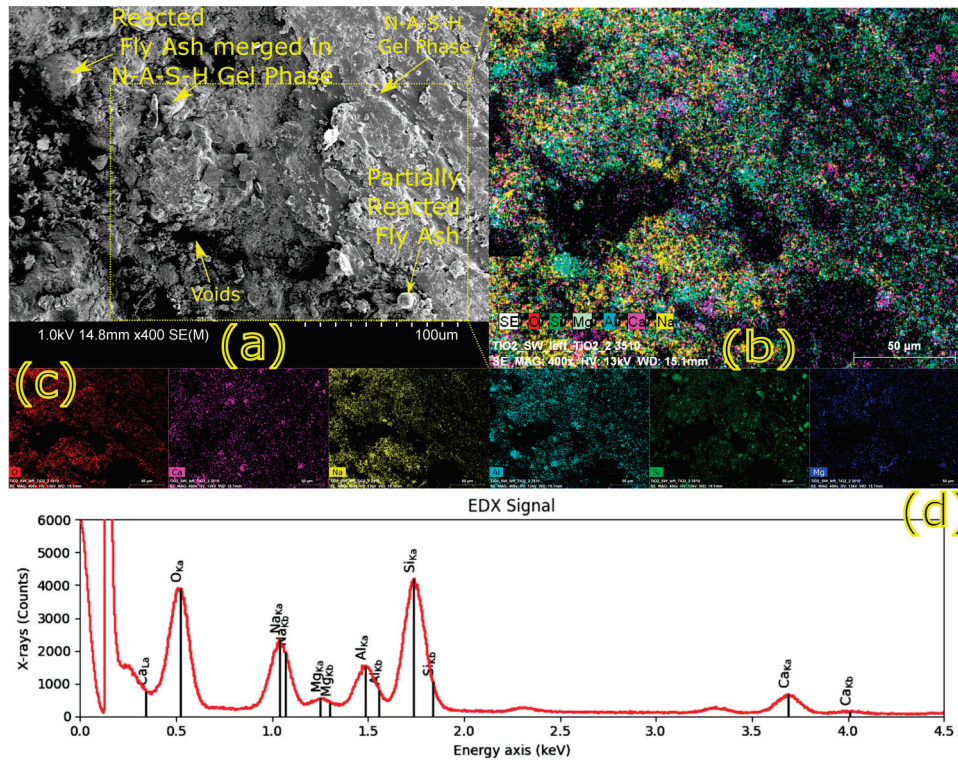 Reacted
Fly Ash merged in
N-A-S-H Gel Phase
N-A-S-H
Gel Phase
Partially
Reacted
Fly Ash
Voids
1.0kV 14.8mm x400 SE(M)
100um
(a)
SE O Si Mg Al Ca Na
TiO2_SW_left_TiO2_2 3510
SE MAG: 400x HV: 13kV WD: 15.1mm
50 µm
(b)
(c)
O
Ca
Na
Al
Si
Mg
(d)
EDX Signal
X-rays (Counts)
6000
5000
4000
3000
2000
1000
0
CaLa
OKa
NaKa
NaKb
MgKa
MgKb
AlKa
AlKb
SiKa
SiKb
CaKa
CaKb
0.0 0.5 1.0 1.5 2.0 2.5 3.0 3.5 4.0 4.5
Energy axis (keV)